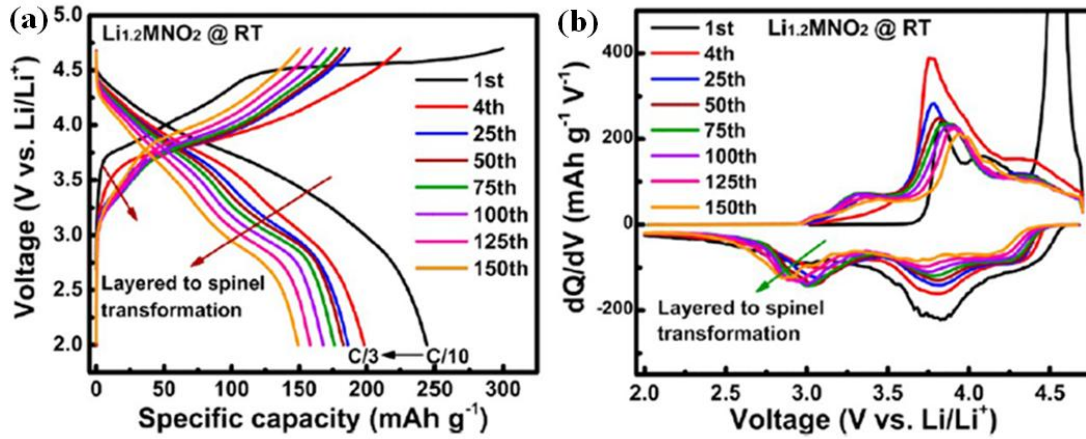 (a)
Li1.2MNO2 @ RT
4.5
4.0
3.5
3.0
2.5
2.0
Voltage (V vs. Li/Li+)
1st
4th
25th
50th
75th
100th
125th
150th
Layered to spinel
transformation
C/3
C/10
0 50 100 150 200 250 300
Specific capacity (mAh g-1)
(b)
Li1.2MNO2 @ RT
400
200
0
-200
dQ/dV (mAh g-1 V-1)
1st
4th
25th
50th
75th
100th
125th
150th
Layered to spinel
transformation
2.0 2.5 3.0 3.5 4.0 4.5
Voltage (V vs. Li/Li+)